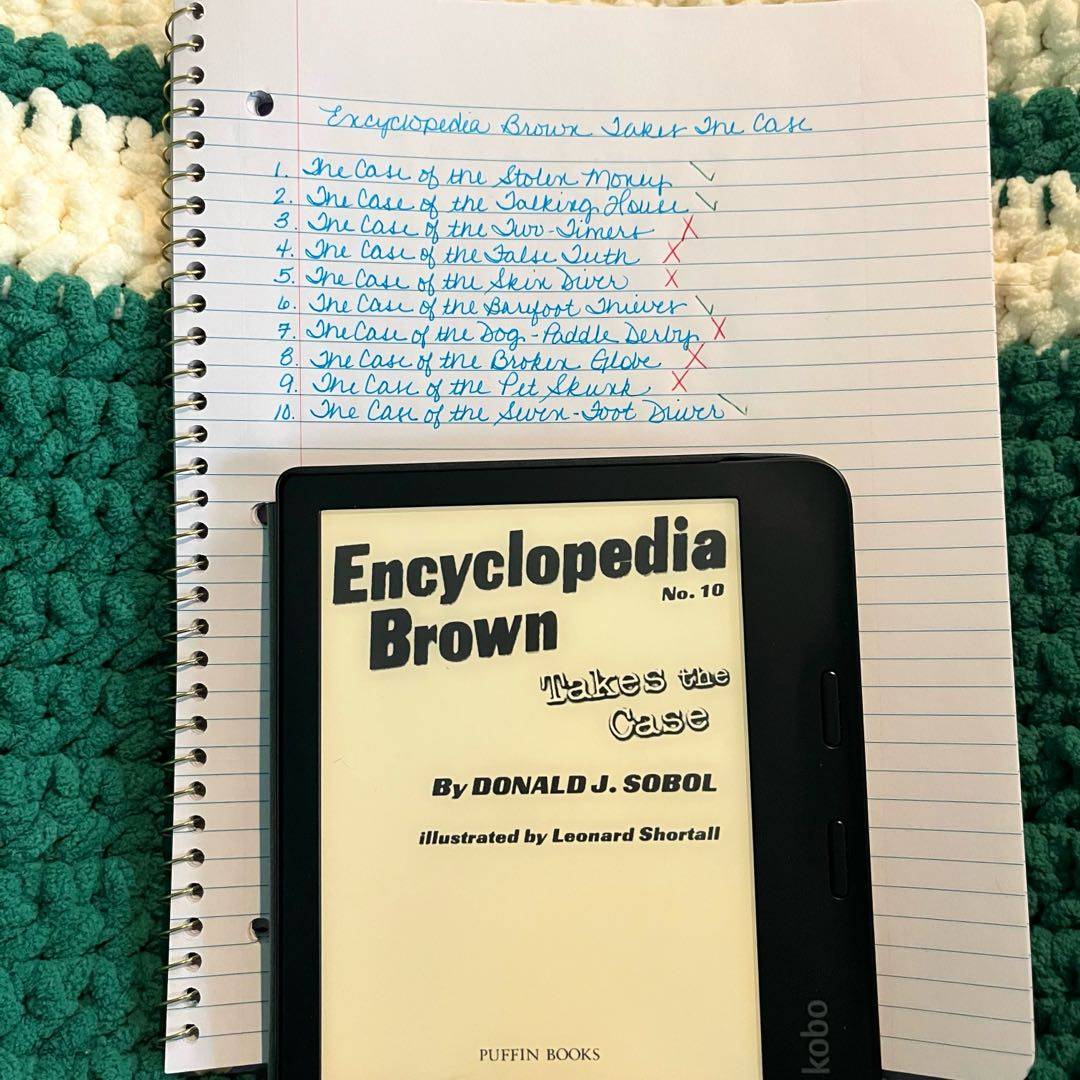 Encyclopedia Brown Takes The Case
1. The Case of the Stolen Money ✓
2. The Case of the Talking House ✓
3. The Case of the Two-Timers X
4. The Case of the False Teeth X
5. The Case of the Skin Diver X
6. The Case of the Barefoot Thieves ✓
7. The Case of the Dog-Paddle Derby X
8. The Case of the Broken Globe X
9. The Case of the Pet Skunk X
10. The Case of the Seven-Foot Driver ✓
Encyclopedia
No. 10
Brown
Takes the
Case
By DONALD J. SOBOL
illustrated by Leonard Shortall
PUFFIN BOOKS
kobo